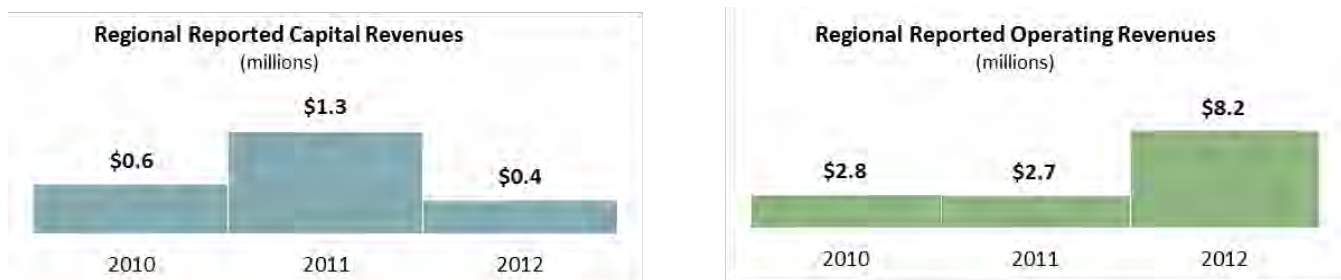 Regional Reported Capital Revenues
(millions)
$1.3
$0.6
$0.4
2010 2011 2012
Regional Reported Operating Revenues
(millions)
$8.2
$2.8 $2.7
2010 2011 2012